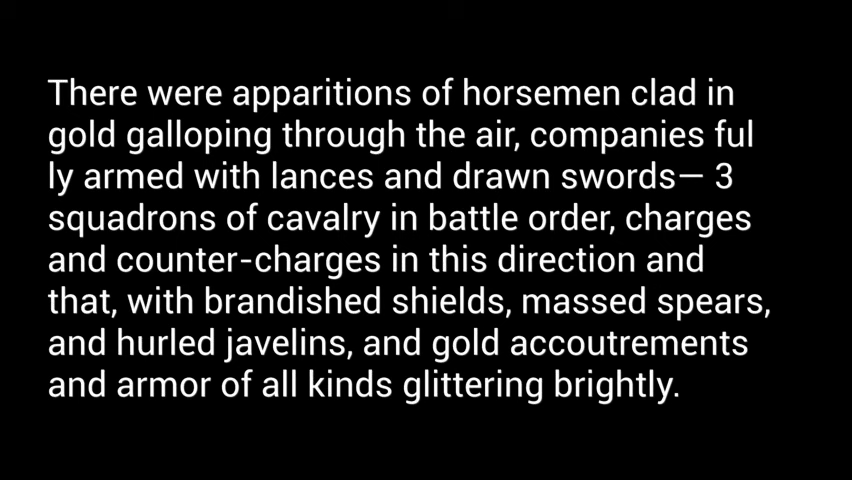 There were apparitions of horsemen clad in
gold galloping through the air, companies ful
ly armed with lances and drawn swords— 3
squadrons of cavalry in battle order, charges
and counter-charges in this direction and
that, with brandished shields, massed spears,
and hurled javelins, and gold accoutrements
and armor of all kinds glittering brightly.